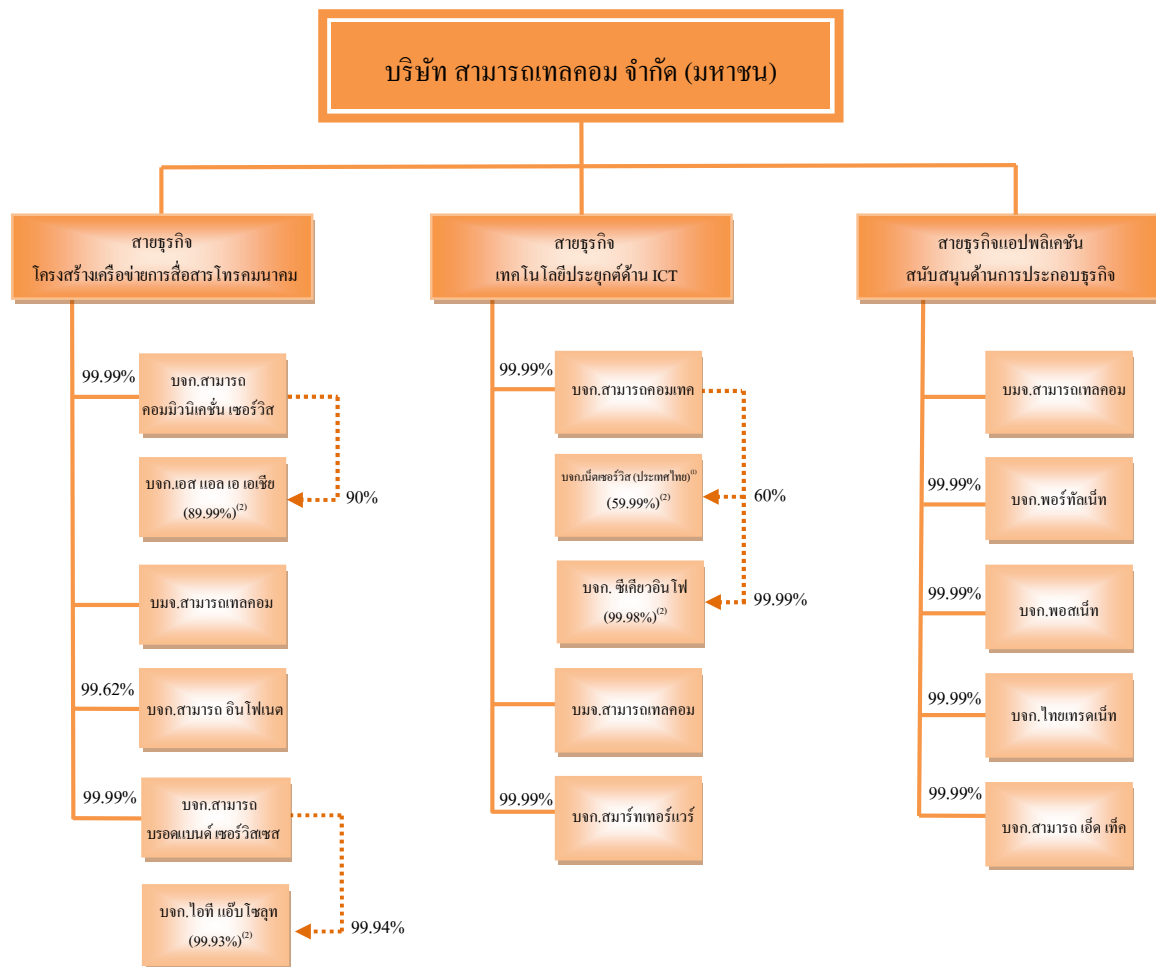 บริษัท สามารถเทลคอม จำกัด (มหาชน)
สายธุรกิจ
โครงสร้างเครือข่ายการสื่อสารโทรคมนาคม
99.99%
บจก.สามารถ
คอมมิวนิเคชั่น เซอร์วิส
บจก.เอส แอล เอ เอเซีย
(89.99%)(2)
90%
บมจ.สามารถเทลคอม
99.62%
บจก.สามารถ อินโฟเนต
99.99%
บจก.สามารถ
บรอดแบนด์ เซอร์วิสเซส
บจก.ไอที แอ๊บโซลุท
(99.93%)(2)
99.94%
สายธุรกิจ
เทคโนโลยีประยุกต์ด้าน ICT
99.99%
บจก.สามารถคอมเทค
บจก.เน็ตเซอร์วิส (ประเทศไทย)(1)
(59.99%)(2)
60%
บจก. ซีเคียวอินโฟ
(99.98%)(2)
99.99%
บมจ.สามารถเทลคอม
99.99%
บจก.สมาร์ทเทอร์แวร์
สายธุรกิจแอปพลิเคชัน
สนับสนุนด้านการประกอบธุรกิจ
บมจ.สามารถเทลคอม
99.99%
บจก.พอร์ทัลเน็ท
99.99%
บจก.พอสเน็ท
99.99%
บจก.ไทยเทรดเน็ท
99.99%
บจก.สามารถ เอ็ด เท็ค